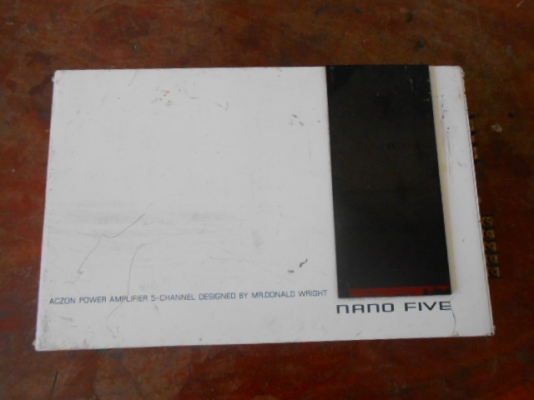 ACZON POWER AMPLIFIER 5-CHANNEL DESIGNED BY MR.DONALD WRIGHT
NANO FIVE